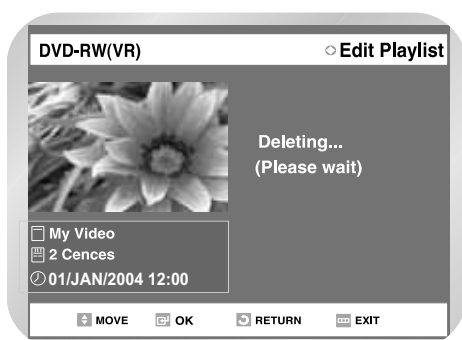 DVD-RW(VR)
Edit Playlist
Deleting...
(Please wait)
My Video
2 Cences
01/JAN/2004 12:00
MOVE OK RETURN EXIT